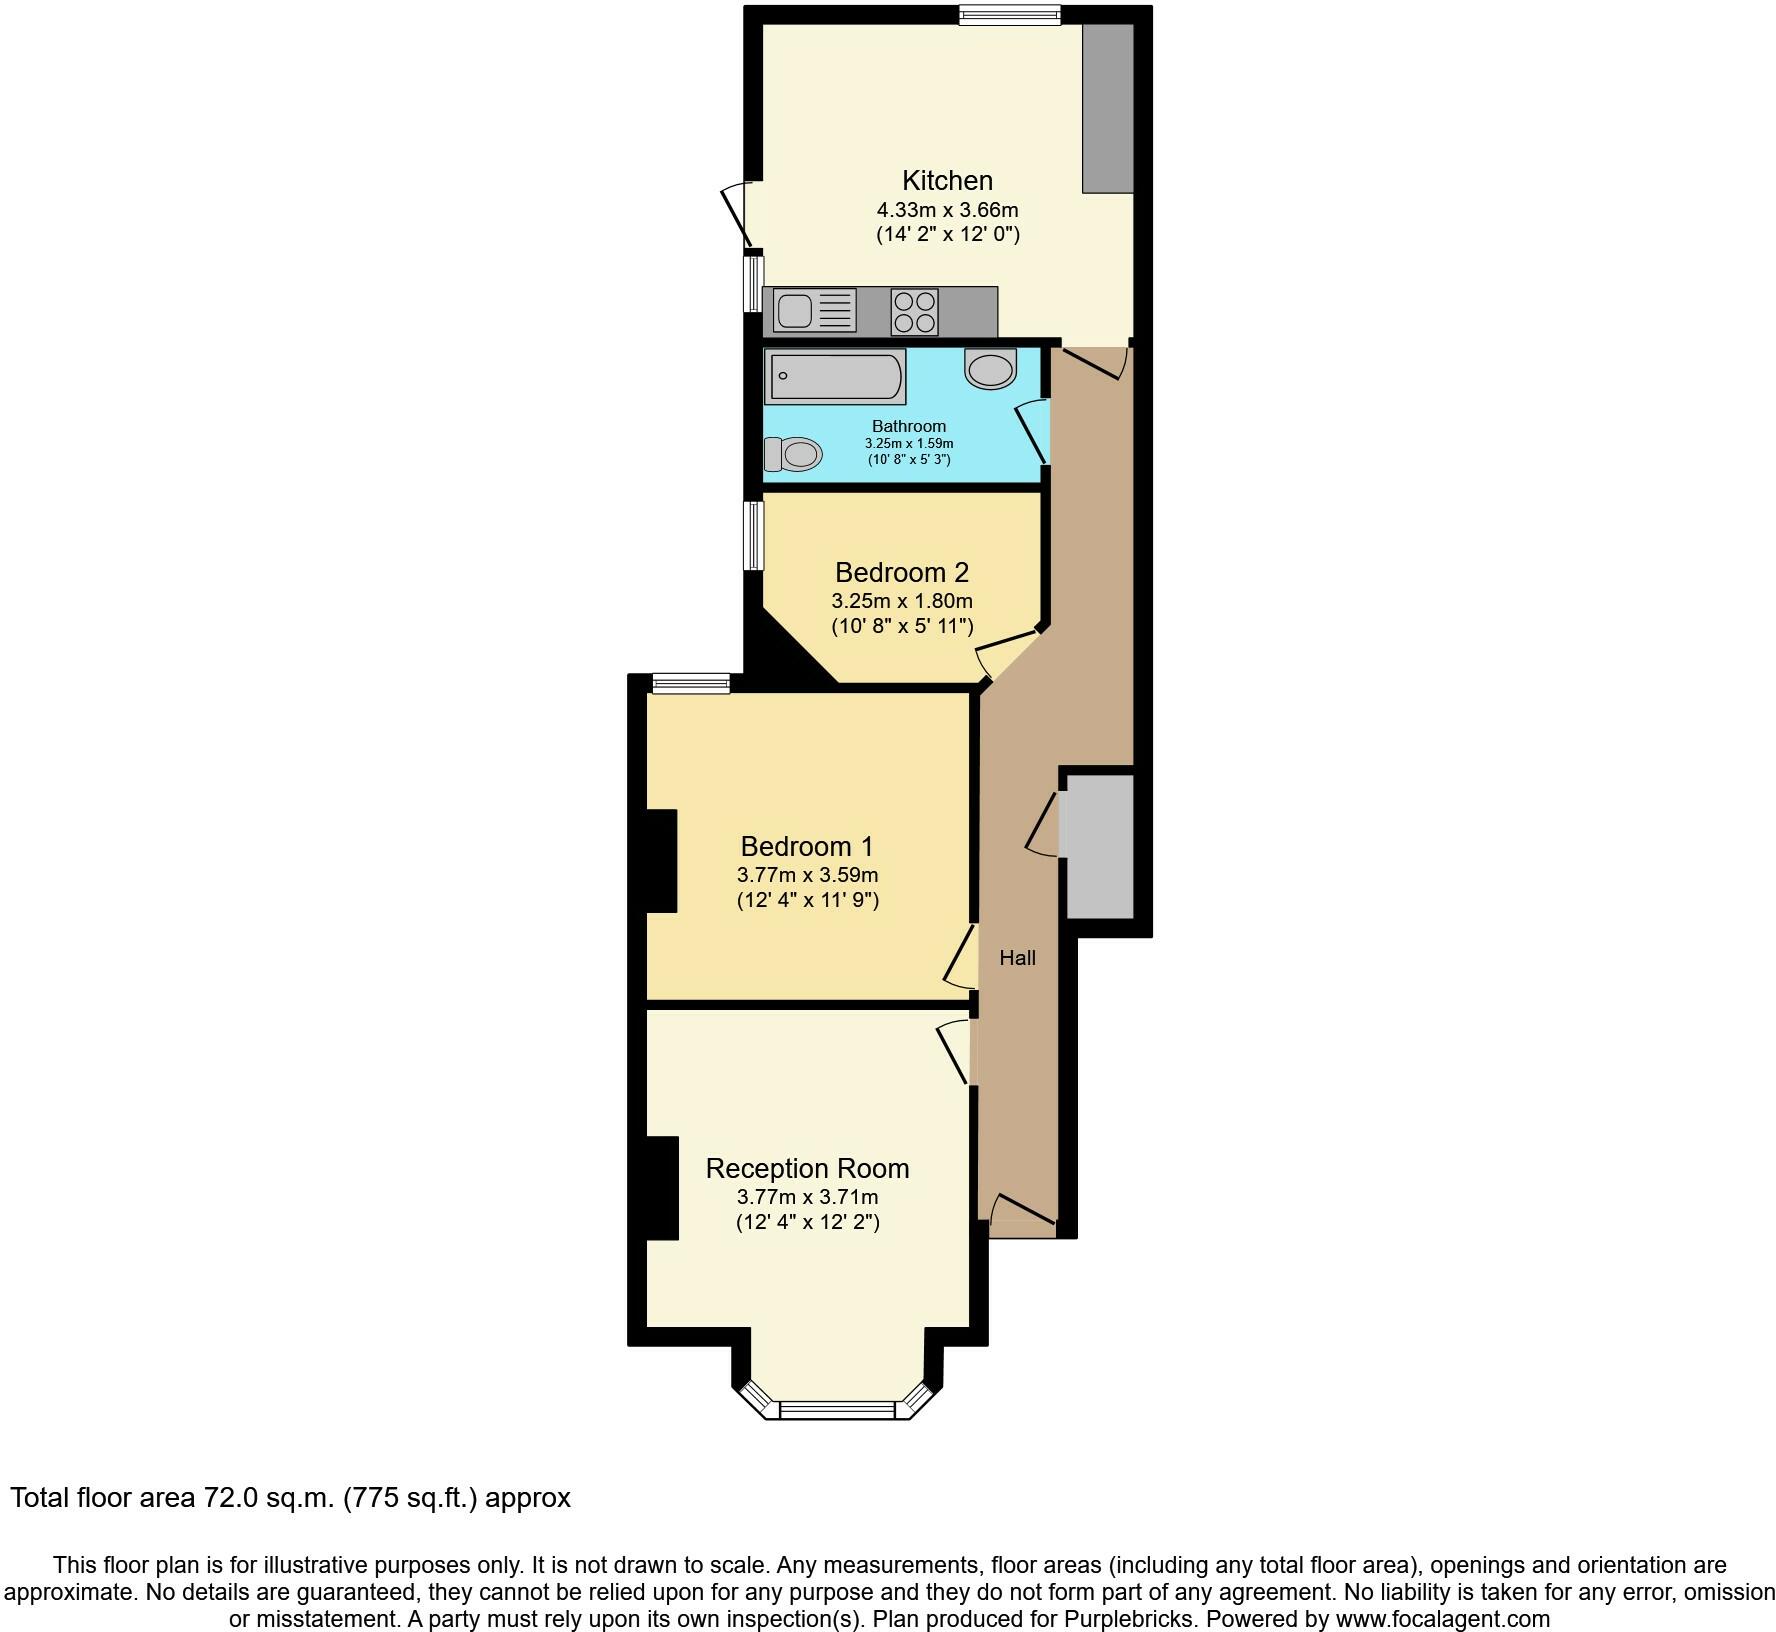 Kitchen
4.33m x 3.66m
(14' 2" x 12' 0")
Bathroom
3.25m x 1.59m
(10' 8" x 5' 3")
Bedroom 2
3.25m x 1.80m
(10' 8" x 5' 11")
Bedroom 1
3.77m x 3.59m
(12' 4" x 11' 9")
Hall
Reception Room
3.77m x 3.71m
(12' 4" x 12' 2")
Total floor area 72.0 sq.m. (775 sq.ft.) approx
This floor plan is for illustrative purposes only. It is not drawn to scale. Any measurements, floor areas (including any total floor area), openings and orientation are
approximate. No details are guaranteed, they cannot be relied upon for any purpose and they do not form part of any agreement. No liability is taken for any error, omission
or misstatement. A party must rely upon its own inspection(s). Plan produced for Purplebricks. Powered by www.focalagent.com